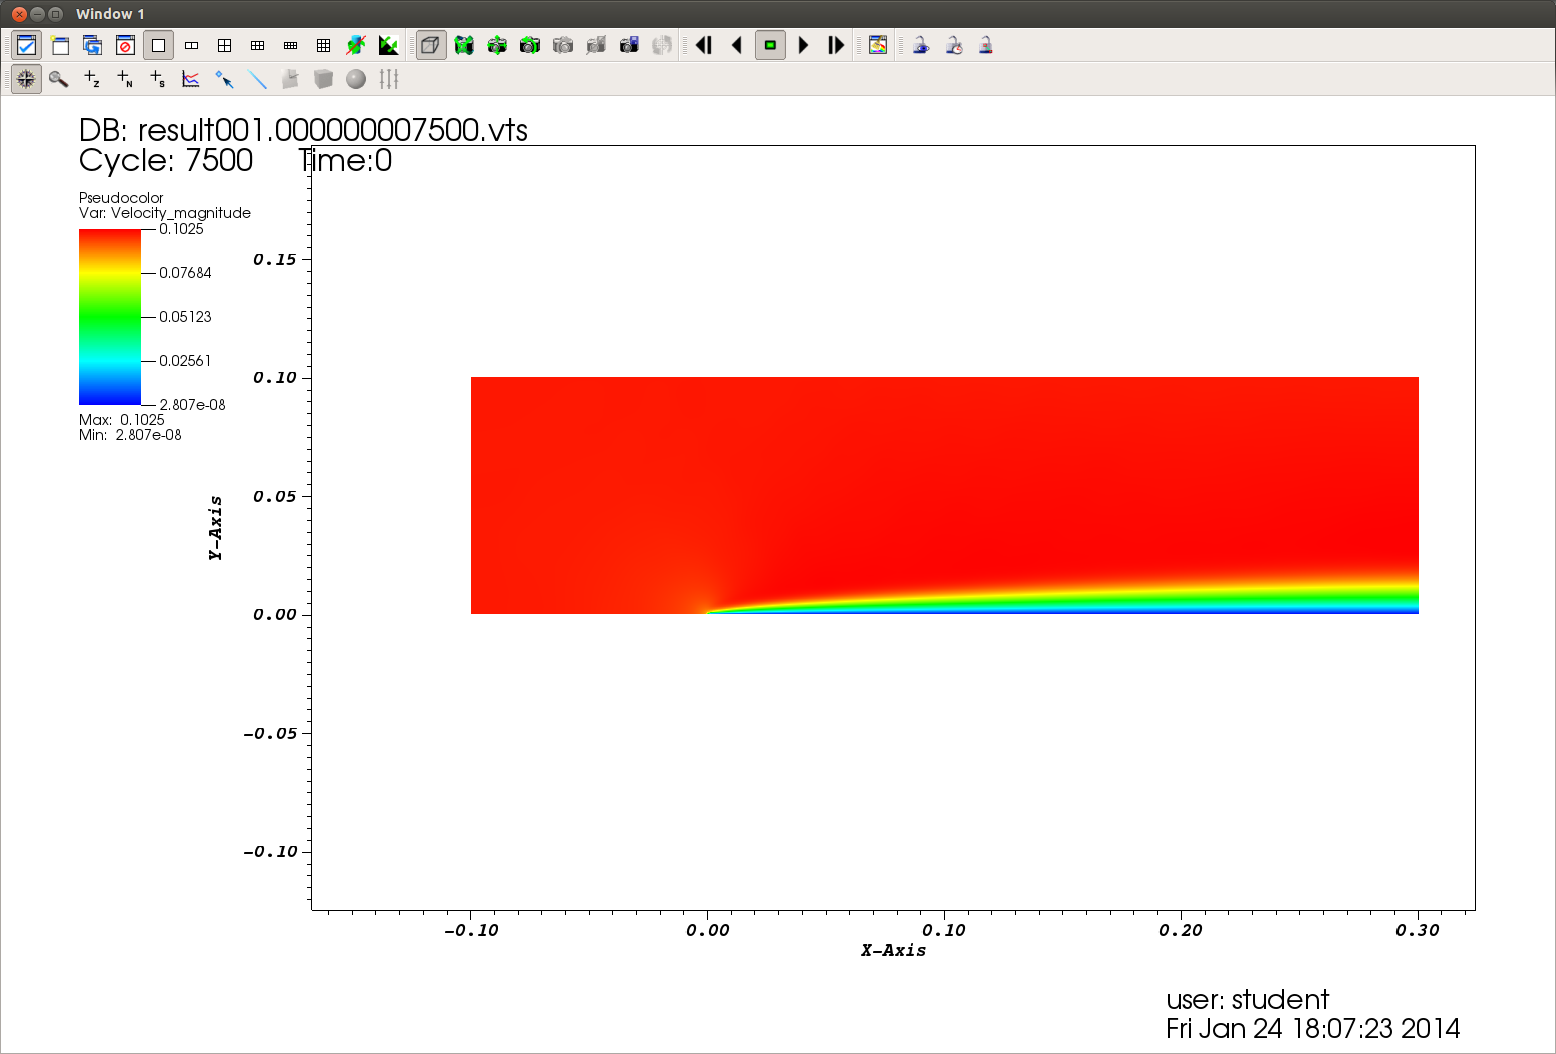 Window 1
DB: result001.000000007500.vts
Cycle: 7500 Time:0
Pseudocolor
Var: Velocity_magnitude
0.1025
0.07684
0.05123
0.02561
2.807e-08
Max: 0.1025
Min: 2.807e-08
0.15
0.10
0.05
0.00
-0.05
-0.10
Y-Axis
-0.10 0.00 0.10 0.20 0.30
X-Axis
user: student
Fri Jan 24 18:07:23 2014